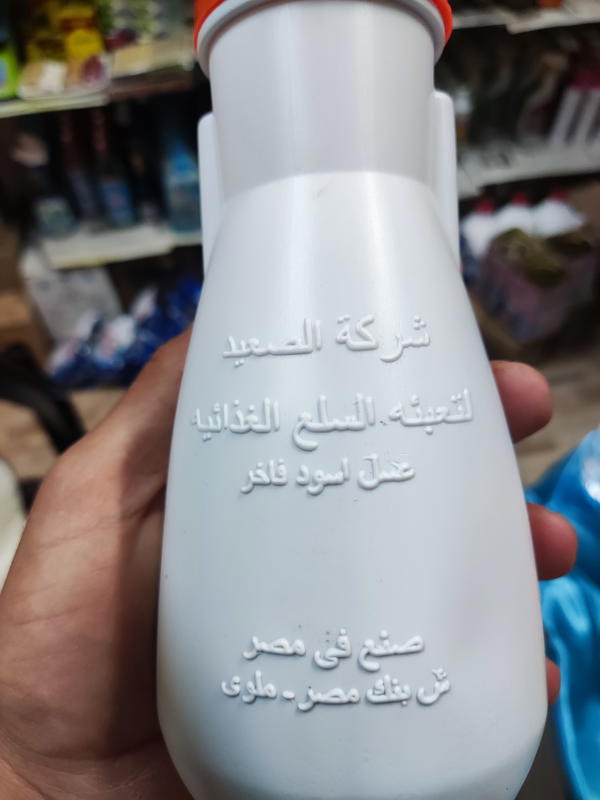 شركة الصعيد
لتعبئه السلع الغذائيه
عسل اسود فاخر
صنع فى مصر
ش بنك مصر - ملوى